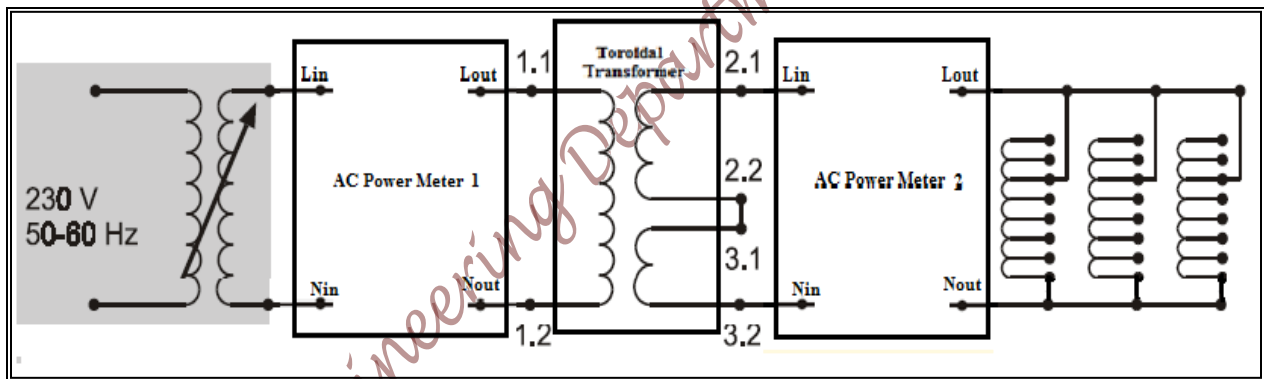 230 V
50-60 Hz
Lin
Lout
AC Power Meter 1
Nin
Nout
1.1
1.2
Toroidal
Transformer
2.1
2.2
3.1
3.2
Lin
Lout
AC Power Meter 2
Nin
Nout